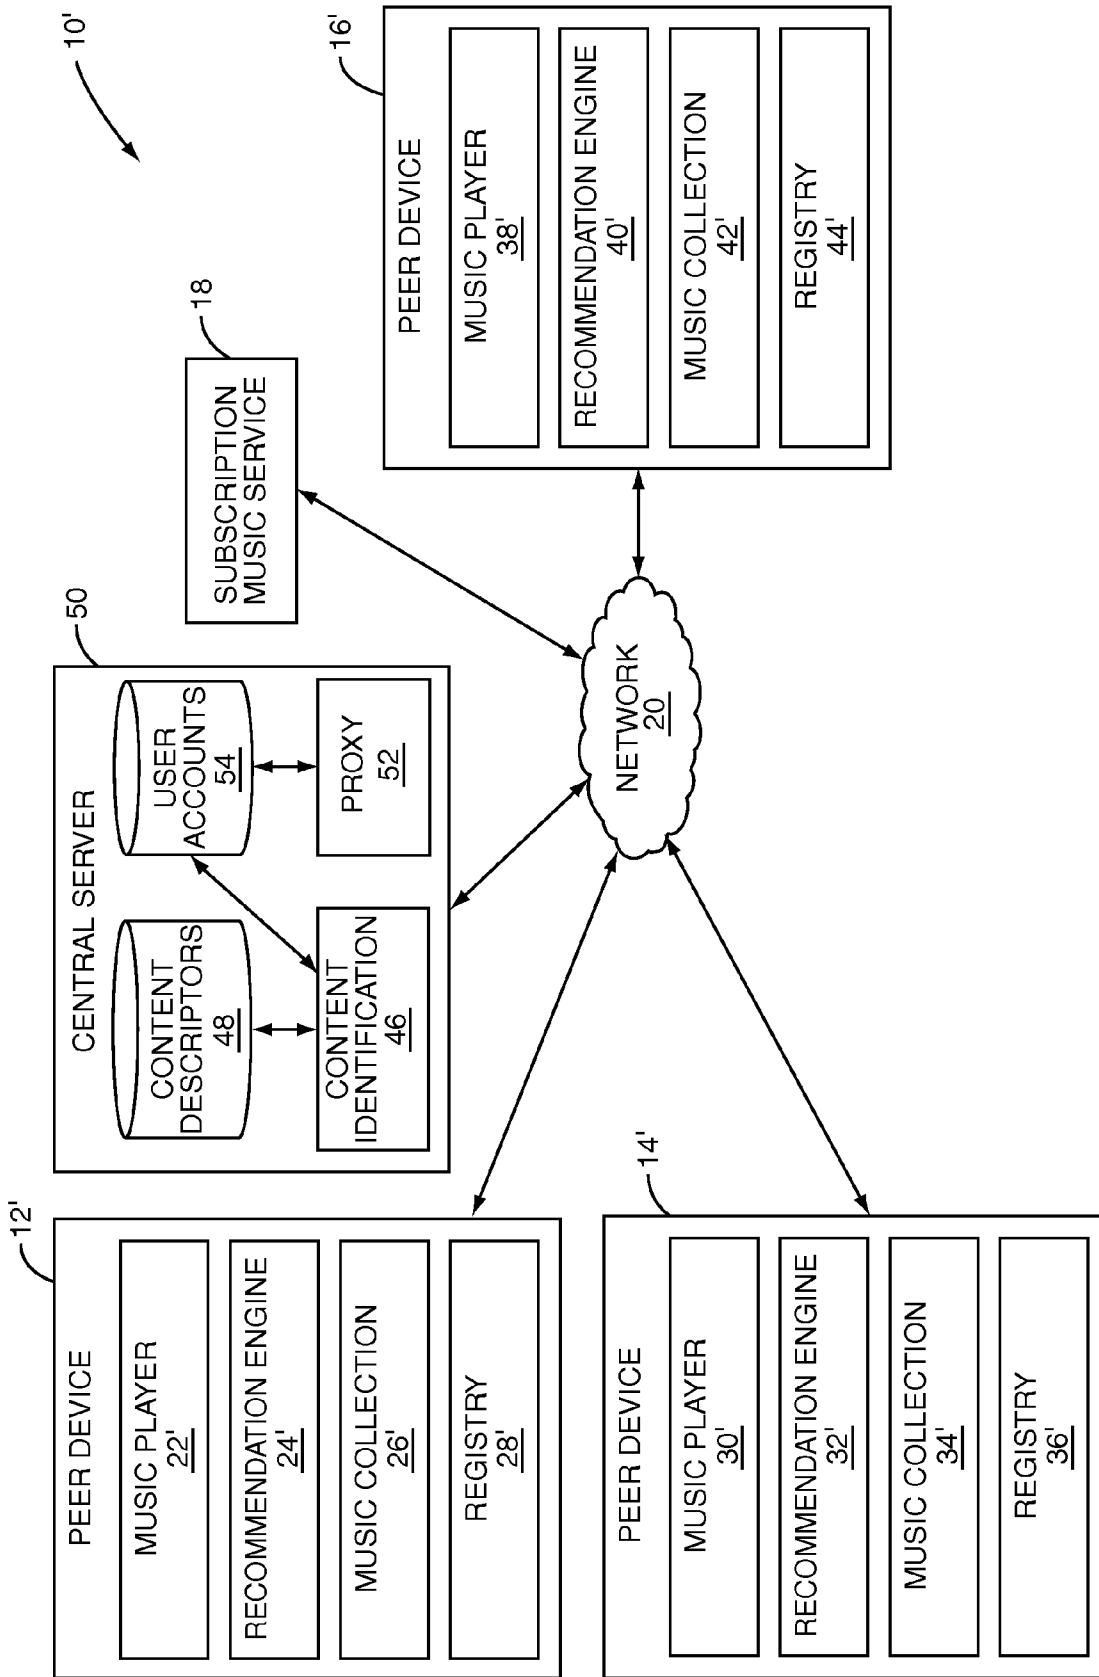 10'
12'
PEER DEVICE
MUSIC PLAYER
22'
RECOMMENDATION ENGINE
24'
MUSIC COLLECTION
26'
REGISTRY
28'
50
CENTRAL SERVER
CONTENT
DESCRIPTORS
48
USER
ACCOUNTS
54
CONTENT
IDENTIFICATION
46
PROXY
52
18
SUBSCRIPTION
MUSIC SERVICE
16'
PEER DEVICE
MUSIC PLAYER
38'
RECOMMENDATION ENGINE
40'
MUSIC COLLECTION
42'
REGISTRY
44'
NETWORK
20
14'
PEER DEVICE
MUSIC PLAYER
30'
RECOMMENDATION ENGINE
32'
MUSIC COLLECTION
34'
REGISTRY
36'